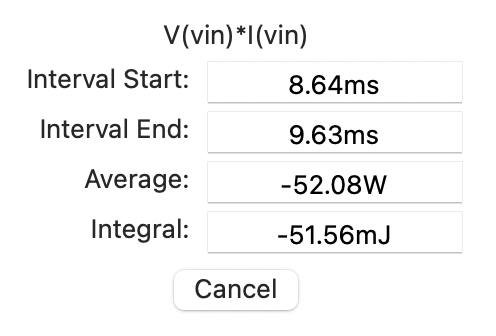 V(vin)*I(vin)
Interval Start: 8.64ms
Interval End: 9.63ms
Average: -52.08W
Integral: -51.56mJ
Cancel